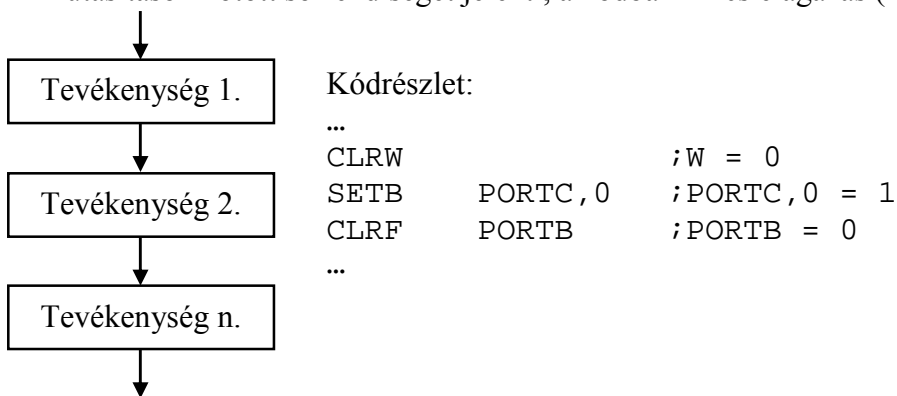 Tevékenység 1.
Tevékenység 2.
Tevékenység n.
Kódrészlet:
…
CLRW ;W = 0
SETB PORTC,0 ;PORTC,0 = 1
CLRF PORTB ;PORTB = 0
…